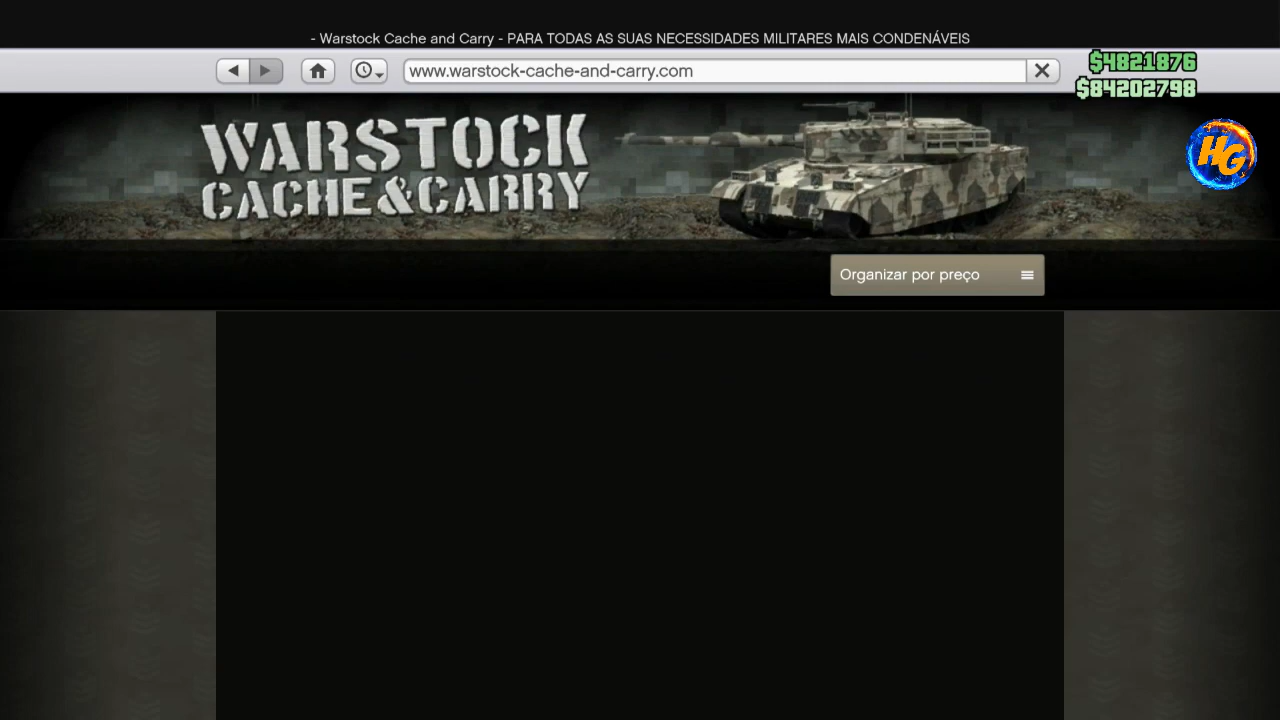 - Warstock Cache and Carry - PARA TODAS AS SUAS NECESSIDADES MILITARES MAIS CONDENÁVEIS
www.warstock-cache-and-carry.com
$4821876
$84202798
WARSTOCK
CACHE&CARRY
HG
Organizar por preço